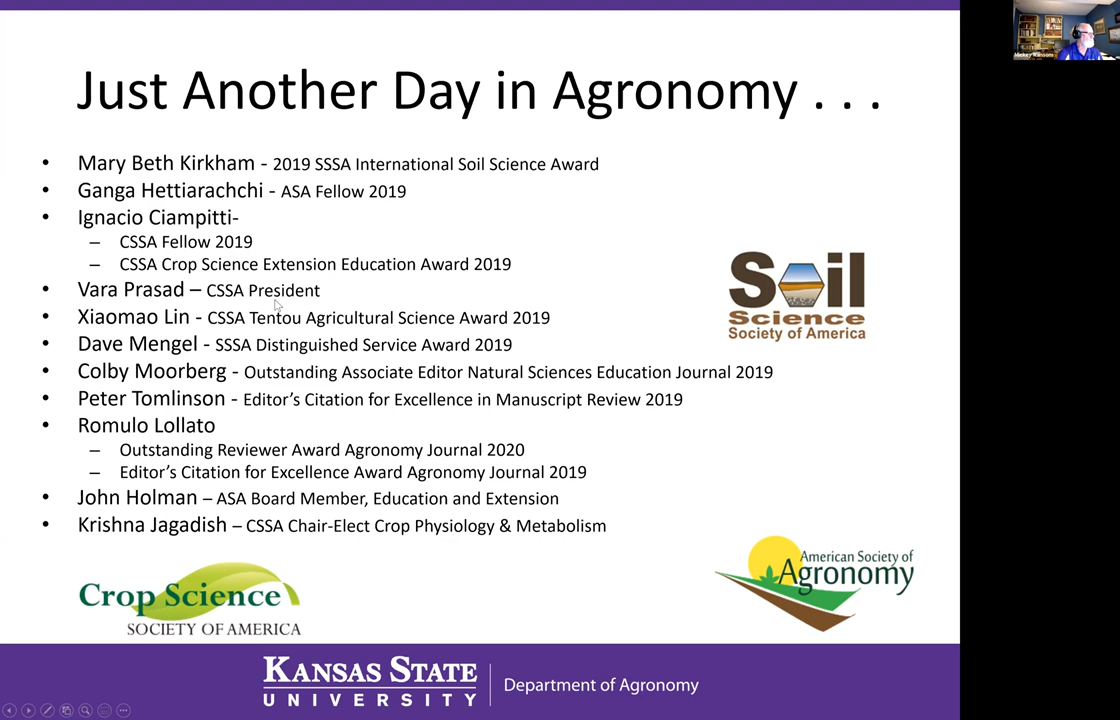 Just Another Day in Agronomy . . .
Mickey Ransom
• Mary Beth Kirkham - 2019 SSSA International Soil Science Award
• Ganga Hettiarachchi - ASA Fellow 2019
• Ignacio Ciampitti-
– CSSA Fellow 2019
– CSSA Crop Science Extension Education Award 2019
• Vara Prasad – CSSA President
• Xiaomao Lin - CSSA Tentou Agricultural Science Award 2019
• Dave Mengel - SSSA Distinguished Service Award 2019
• Colby Moorberg - Outstanding Associate Editor Natural Sciences Education Journal 2019
• Peter Tomlinson - Editor’s Citation for Excellence in Manuscript Review 2019
• Romulo Lollato
– Outstanding Reviewer Award Agronomy Journal 2020
– Editor’s Citation for Excellence Award Agronomy Journal 2019
• John Holman – ASA Board Member, Education and Extension
• Krishna Jagadish – CSSA Chair-Elect Crop Physiology & Metabolism
Soil
Science
Society of America
Crop Science
SOCIETY OF AMERICA
American Society of
Agronomy
KANSAS STATE
UNIVERSITY
Department of Agronomy